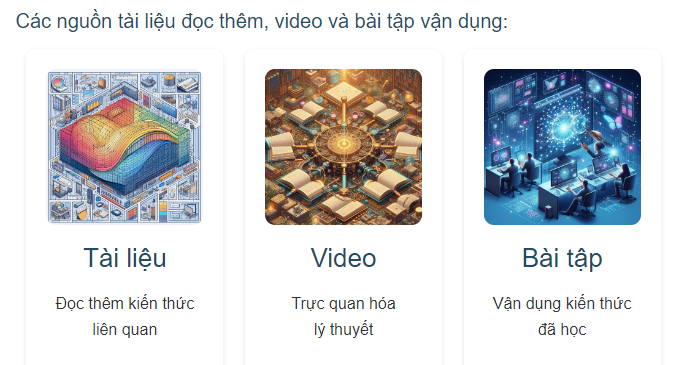 Các nguồn tài liệu đọc thêm, video và bài tập vận dụng:
Tài liệu
Đọc thêm kiến thức
liên quan
Video
Trực quan hóa
lý thuyết
Bài tập
Vận dụng kiến thức
đã học